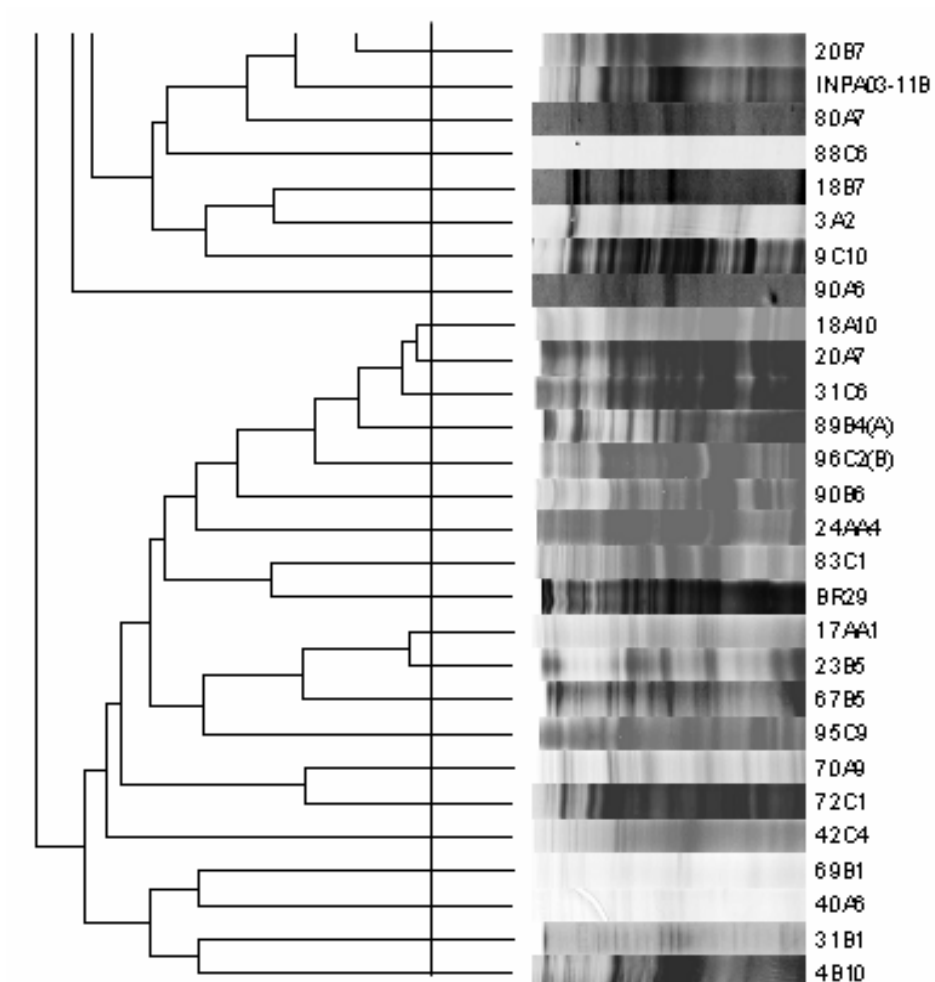 20B7
INPA03-11B
80A7
88C6
18B7
3A2
9C10
90A6
18A10
20A7
31C6
89B4(A)
96C2(B)
90B6
24AA4
83C1
BR29
17AA1
23B5
67B5
95C9
70A9
72C1
42C4
69B1
40A6
31B1
4B10